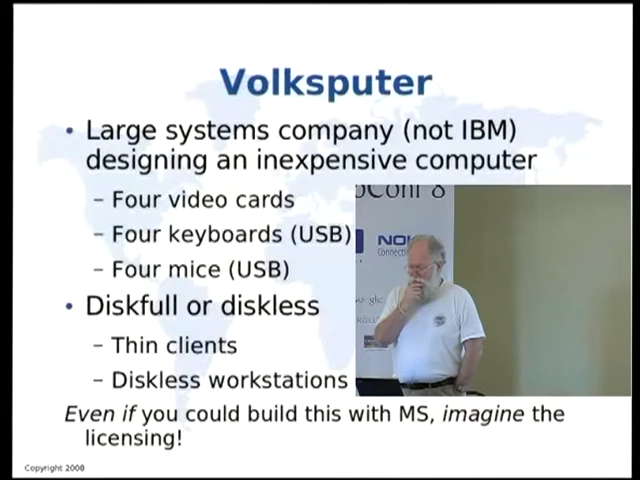 Volksputer
• Large systems company (not IBM)
designing an inexpensive computer
– Four video cards
– Four keyboards (USB)
– Four mice (USB)
• Diskfull or diskless
– Thin clients
– Diskless workstations
Even if you could build this with MS, imagine the
licensing!
Copyright 2008